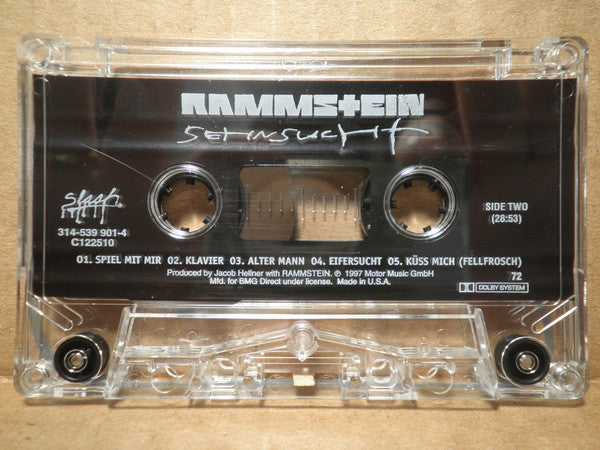 RAMMSTEIN
SEHNSUCHT
slash
314-539 901-4
C122510
SIDE TWO
(28:53)
01. SPIEL MIT MIR 02. KLAVIER 03. ALTER MANN 04. EIFERSUCHT 05. KÜSS MICH (FELLFROSCH)
Produced by Jacob Hellner with RAMMSTEIN. ℗ 1997 Motor Music GmbH
72
Mfd. for BMG Direct under license. Made in U.S.A.
DOLBY SYSTEM